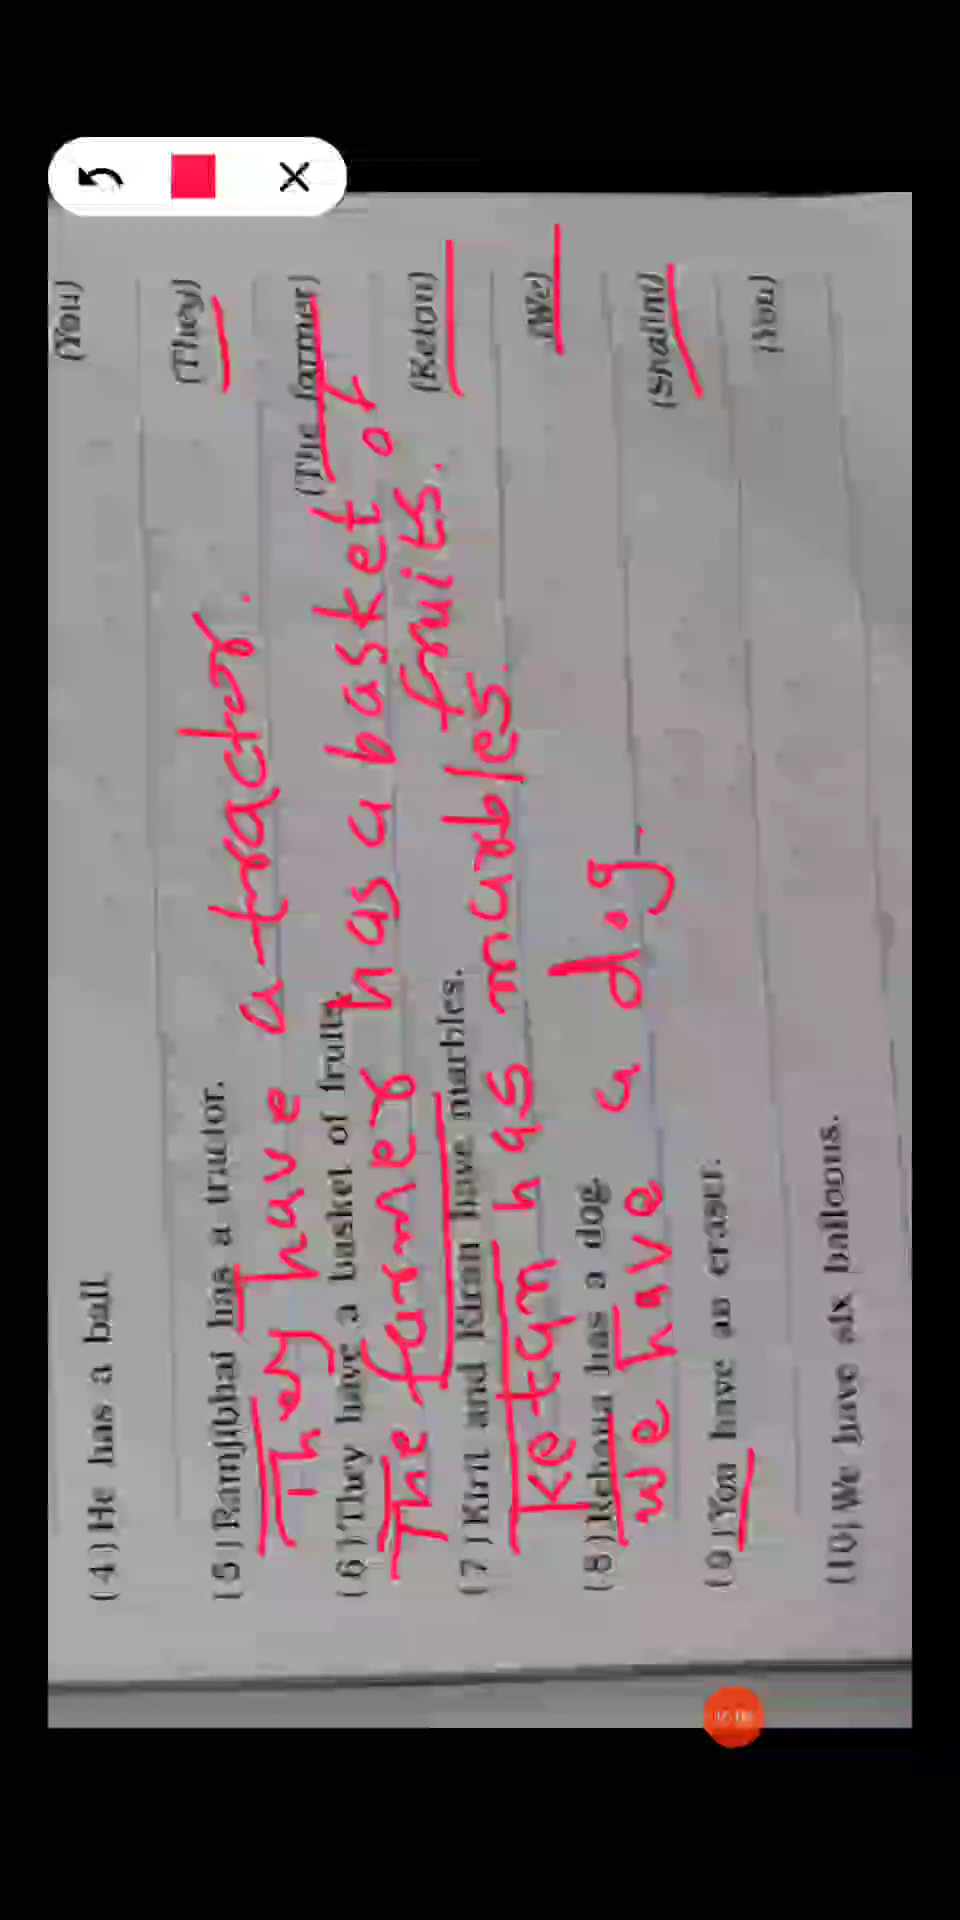 (You)
(4) He has a ball
(They)
(5) Ramjibhai has a tractor.
They have a tractor.
(The farmer)
(6) They have a basket of fruits.
The farmer has a basket of
fruits.
(Ketan)
(7) Kirti and Kiran have marbles.
Ketan has marbles.
(We)
(8) Rehana has a dog.
We have a dog.
(Shalini)
(9) You have an eraser.
(You)
(10) We have six balloons.